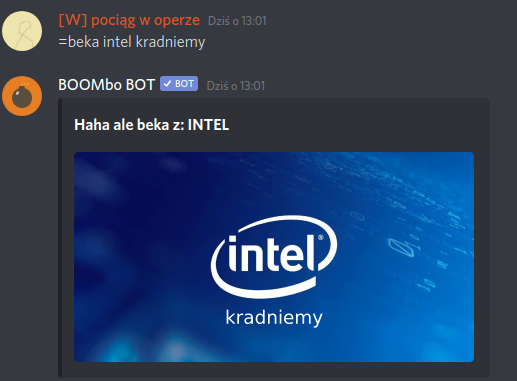 [W] pociąg w operze Dziś o 13:01
=beka intel kradniemy
BOOMbo BOT ✓ BOT Dziś o 13:01
Haha ale beka z: INTEL
intel®
kradniemy